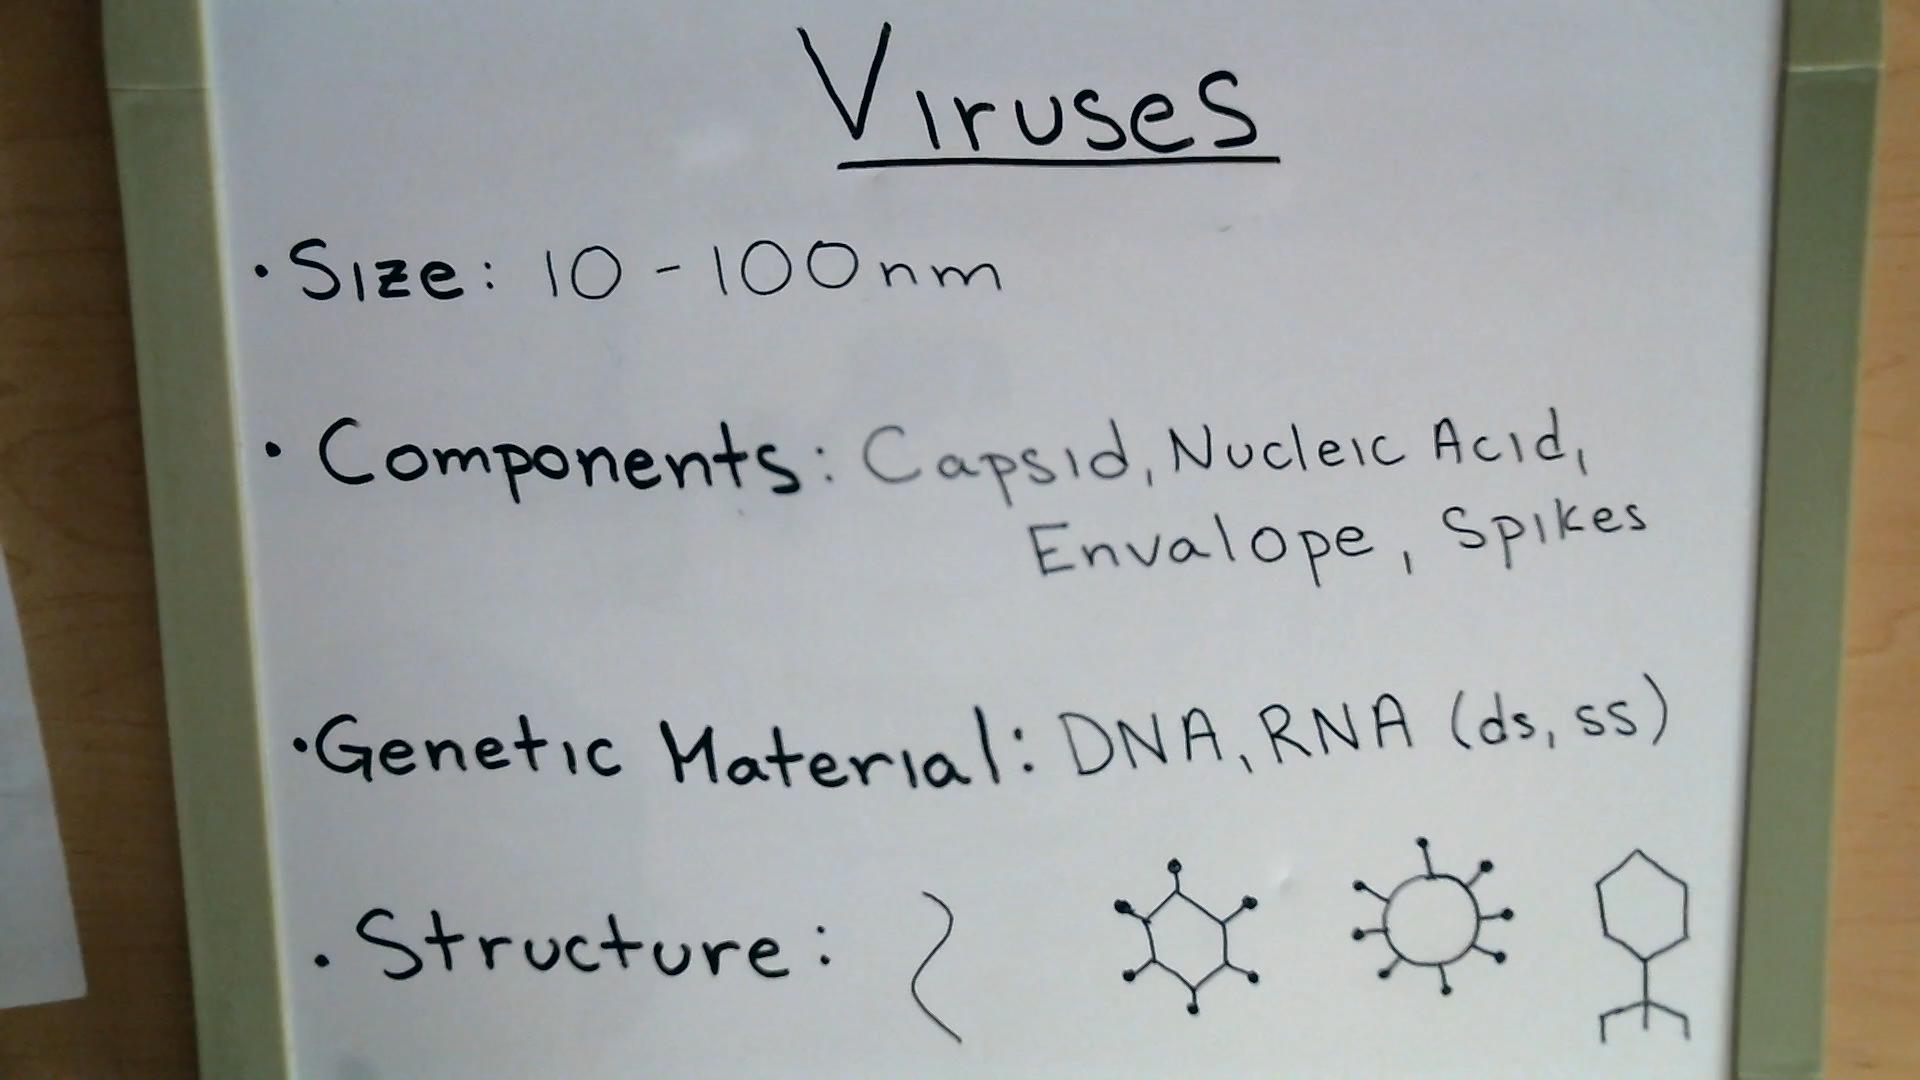 Viruses
• Size: 10 - 100nm
• Components: Capsid, Nucleic Acid,
Envalope, Spikes
• Genetic Material: DNA, RNA (ds, ss)
• Structure: